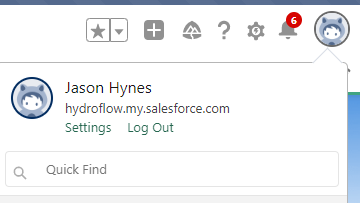 6
Jason Hynes
hydroflow.my.salesforce.com
Settings Log Out
Quick Find